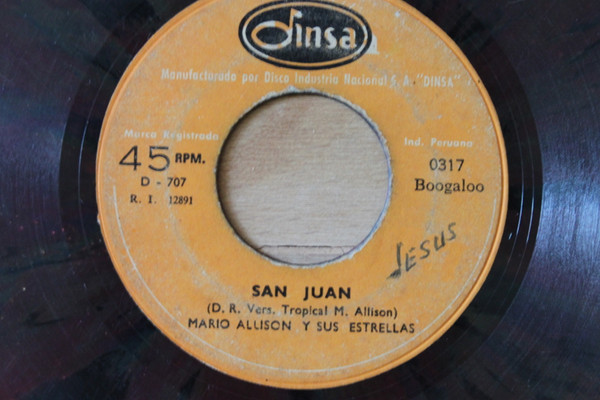 Dinsa
Manufacturado por Disco Industria Nacional S. A. "DINSA"
Marca Registrada
Ind. Peruana
45 RPM.
0317
D - 707
Boogaloo
R. I. 12891
JESUS
SAN JUAN
(D. R. Vers. Tropical M. Allison)
MARIO ALLISON Y SUS ESTRELLAS